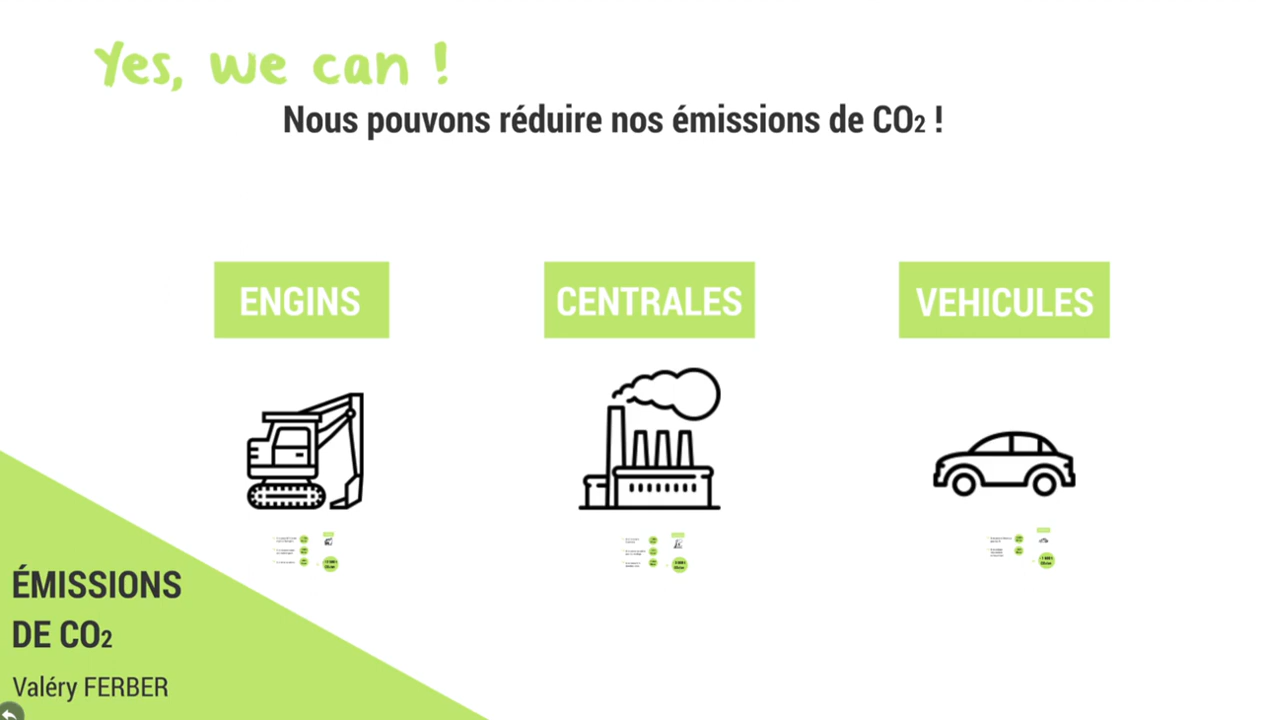 Yes, we can !
Nous pouvons réduire nos émissions de CO₂ !
ENGINS
CENTRALES
VEHICULES
ÉMISSIONS
DE CO₂
Valéry FERBER